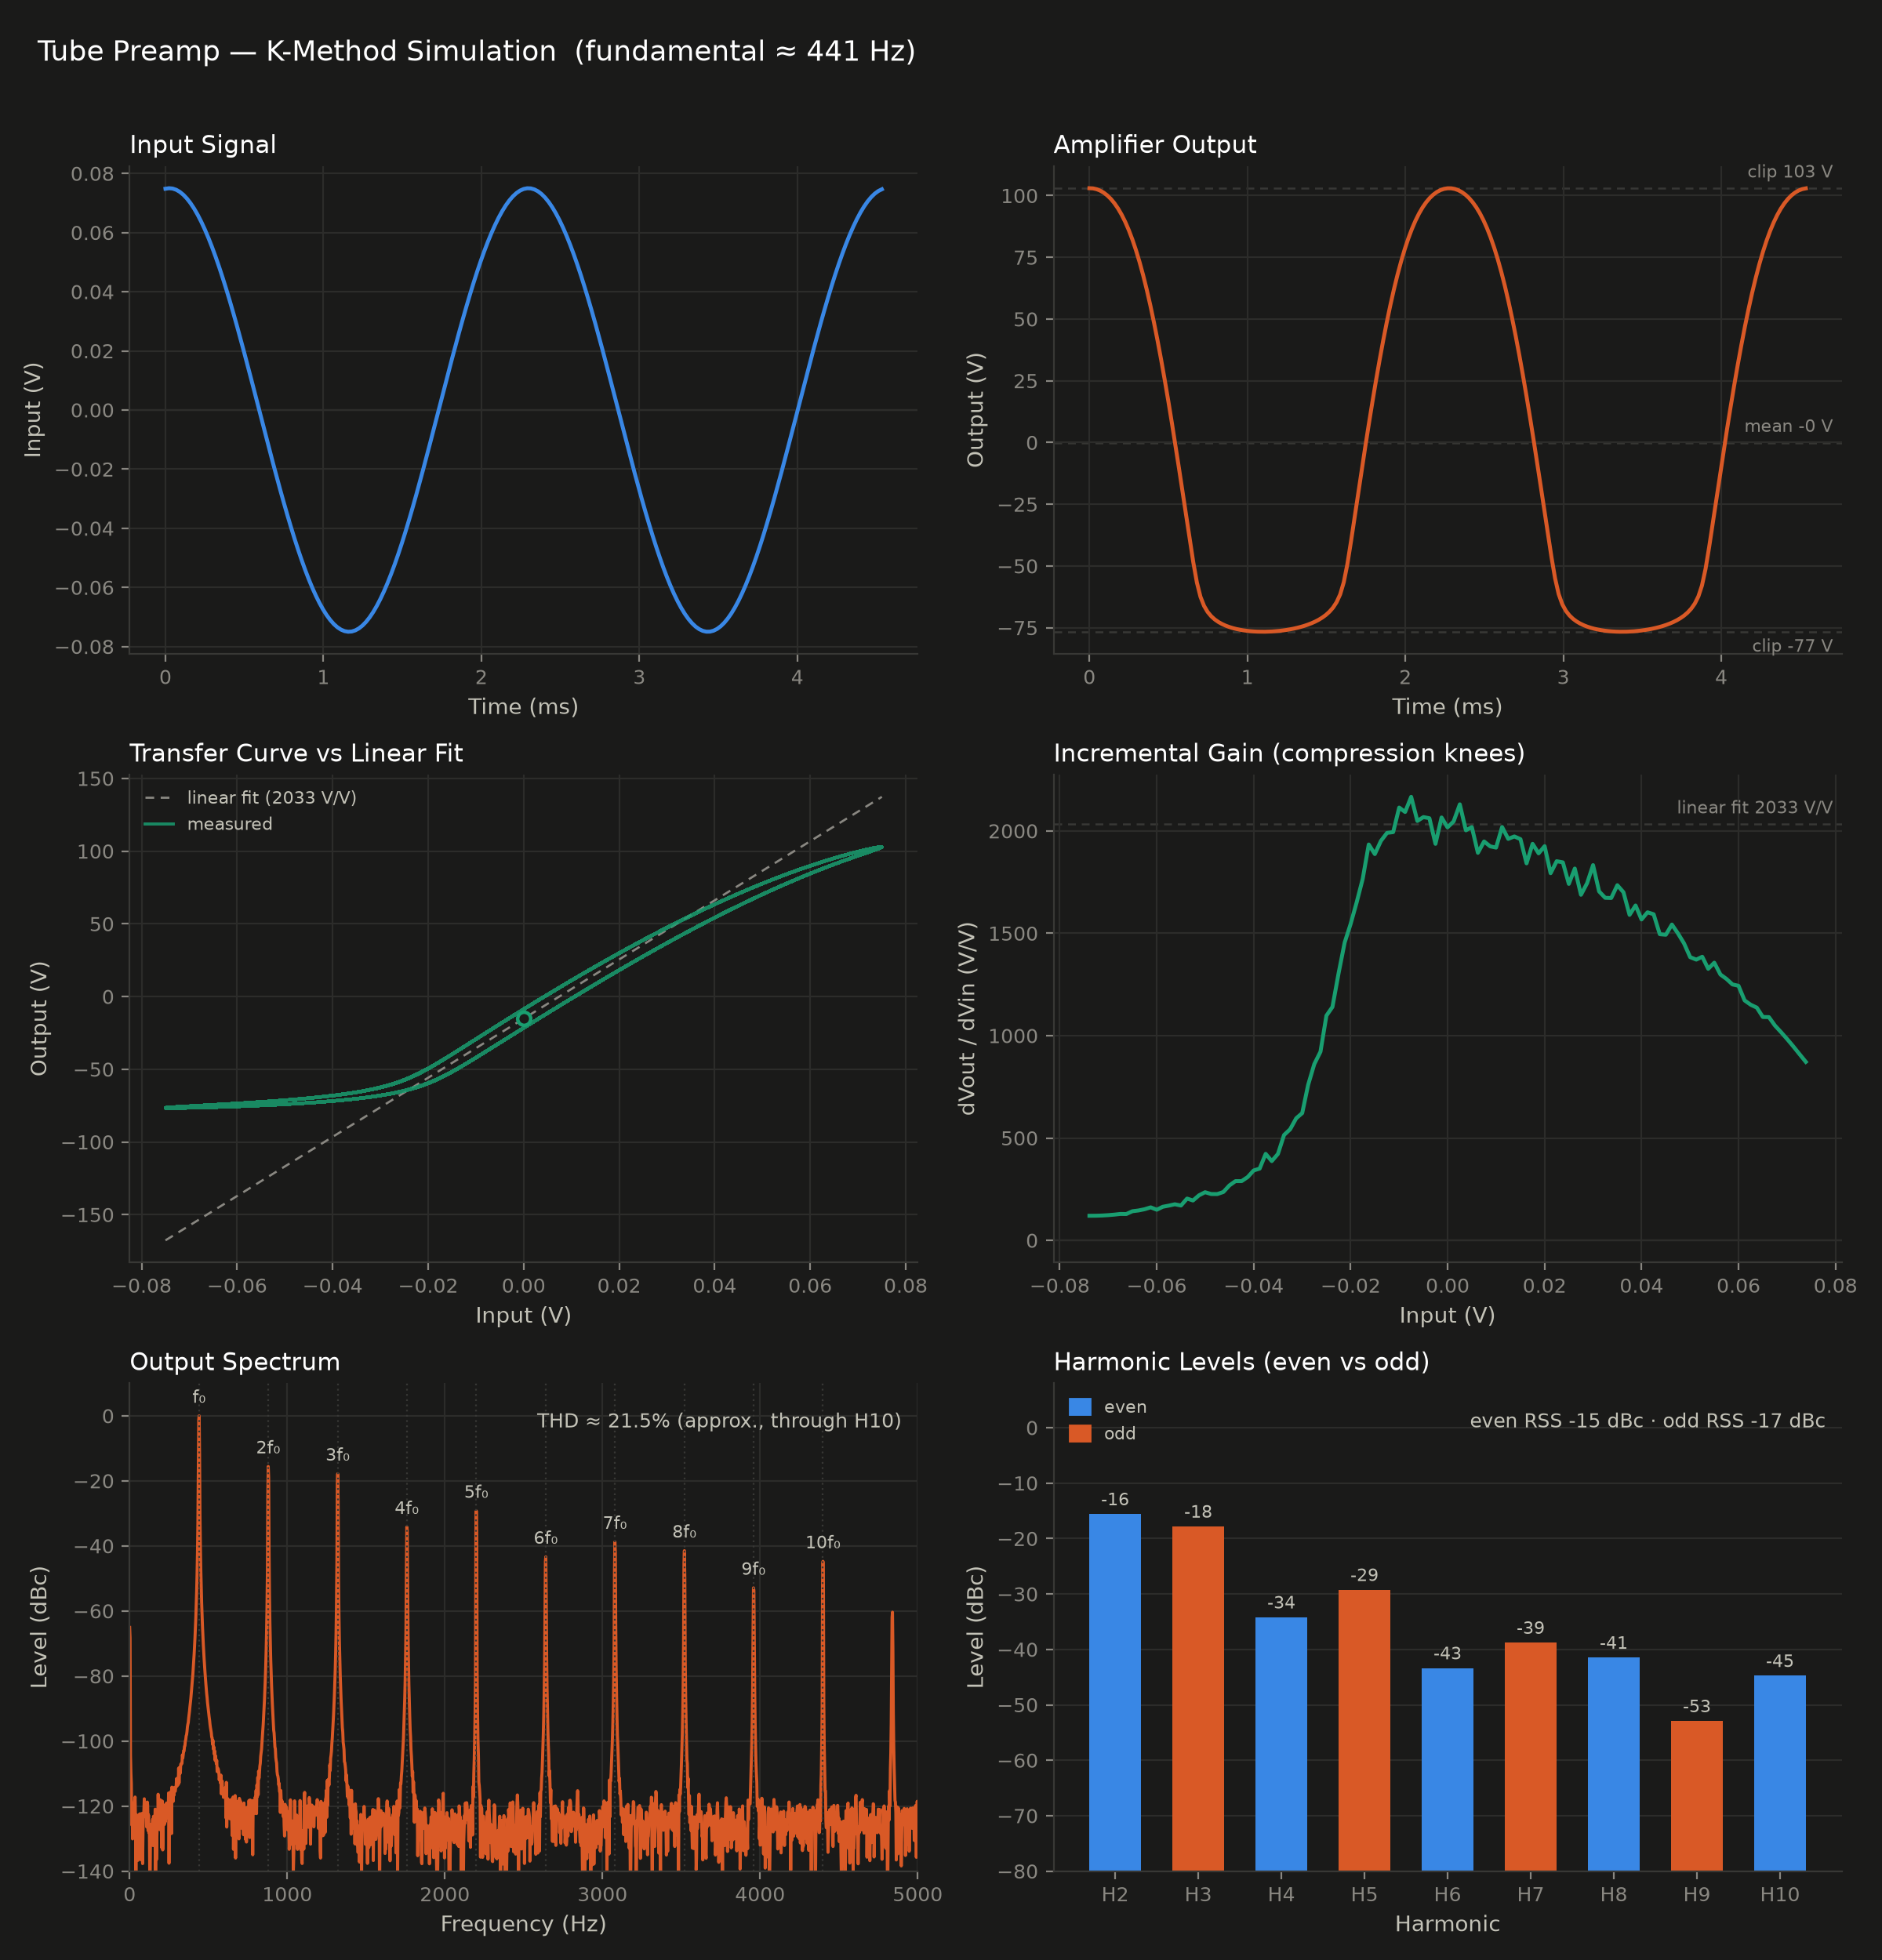 Tube Preamp — K-Method Simulation  (fundamental ≈ 441 Hz)
Input Signal
0.08
0.06
0.04
0.02
0.00
−0.02
−0.04
−0.06
−0.08
Input (V)
0
1
2
3
4
Time (ms)
Amplifier Output
clip 103 V
mean -0 V
clip -77 V
100
75
50
25
0
−25
−50
−75
Output (V)
0
1
2
3
4
Time (ms)
Transfer Curve vs Linear Fit
linear fit (2033 V/V)
measured
150
100
50
0
−50
−100
−150
Output (V)
−0.08
−0.06
−0.04
−0.02
0.00
0.02
0.04
0.06
0.08
Input (V)
Incremental Gain (compression knees)
linear fit 2033 V/V
2000
1500
1000
500
0
dVout / dVin (V/V)
−0.08
−0.06
−0.04
−0.02
0.00
0.02
0.04
0.06
0.08
Input (V)
Output Spectrum
THD ≈ 21.5% (approx., through H10)
f₀
2f₀
3f₀
4f₀
5f₀
6f₀
7f₀
8f₀
9f₀
10f₀
0
−20
−40
−60
−80
−100
−120
−140
Level (dBc)
0
1000
2000
3000
4000
5000
Frequency (Hz)
Harmonic Levels (even vs odd)
even
odd
even RSS -15 dBc · odd RSS -17 dBc
-16
-18
-34
-29
-43
-39
-41
-53
-45
0
−10
−20
−30
−40
−50
−60
−70
−80
Level (dBc)
H2
H3
H4
H5
H6
H7
H8
H9
H10
Harmonic